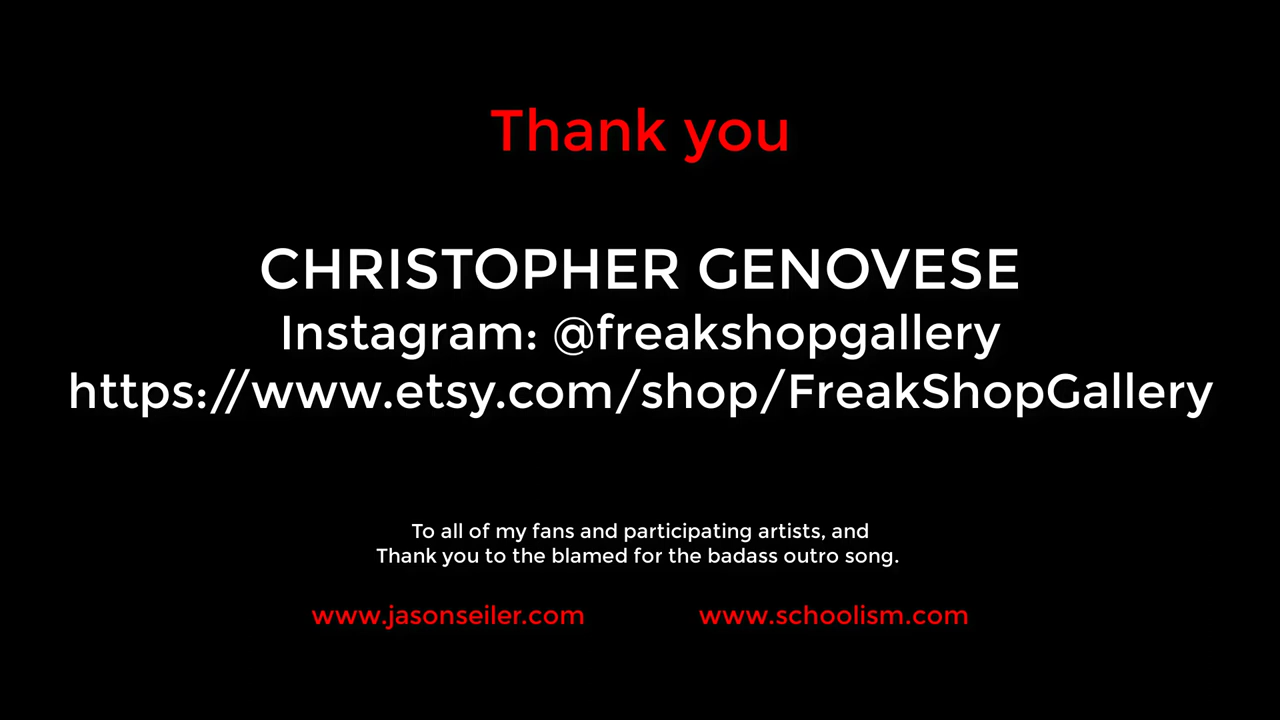 Thank you
CHRISTOPHER GENOVESE
Instagram: @freakshopgallery
https://www.etsy.com/shop/FreakShopGallery
To all of my fans and participating artists, and
Thank you to the blamed for the badass outro song.
www.jasonseiler.com www.schoolism.com